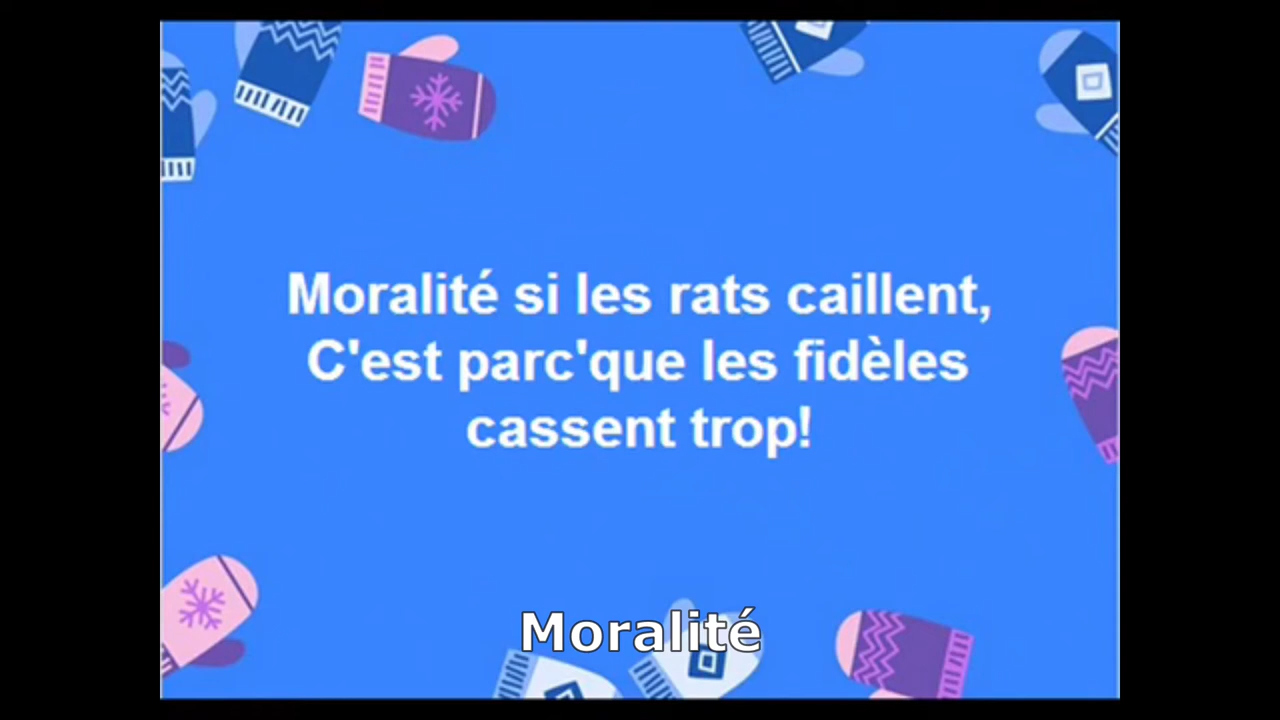 Moralité si les rats caillent,
C'est parc'que les fidèles
cassent trop!
Moralité